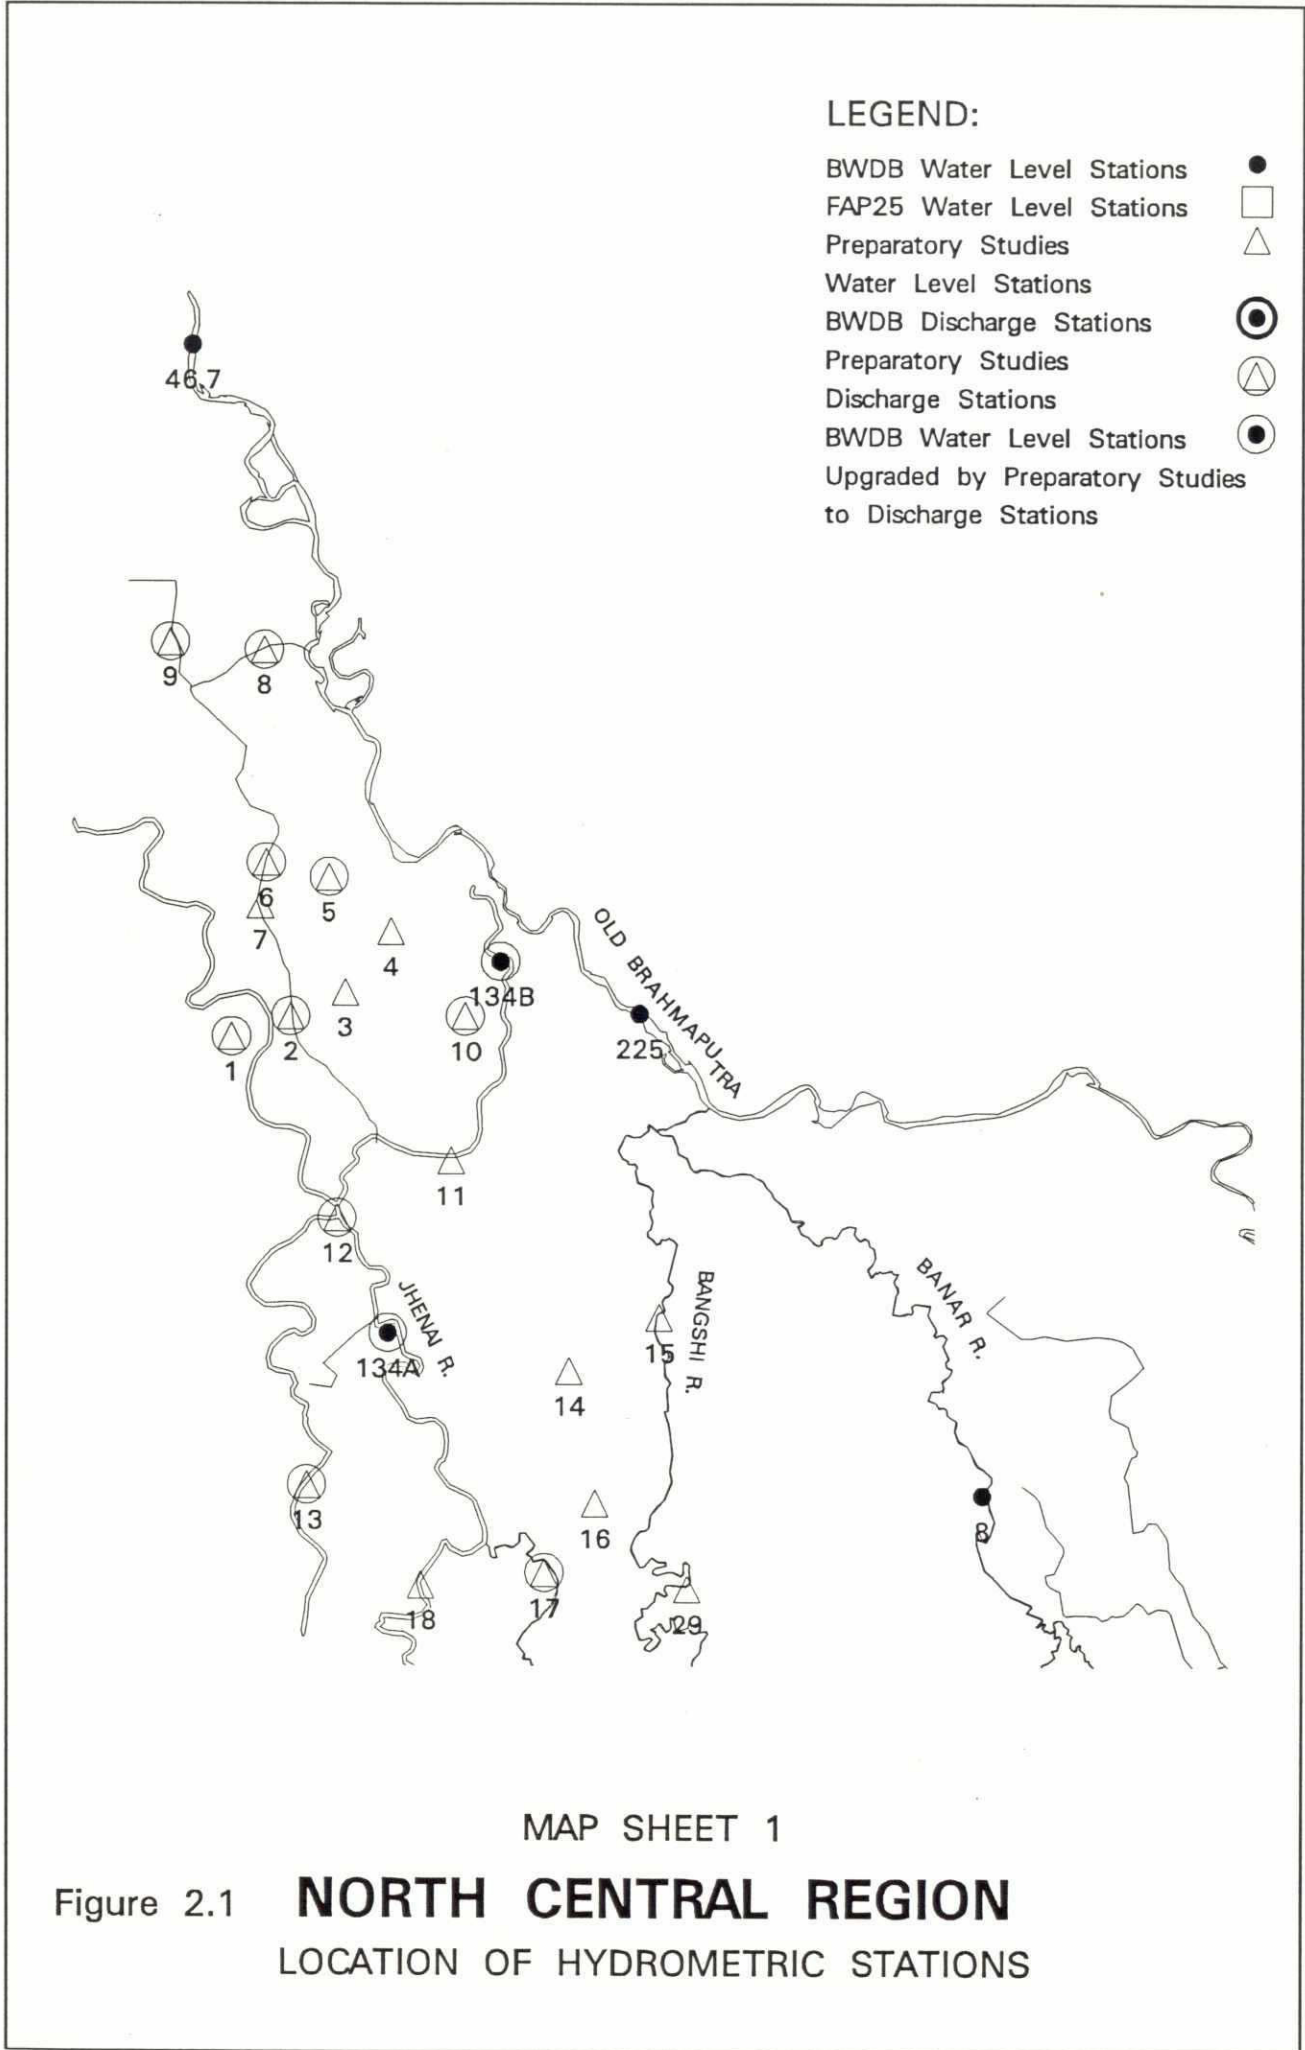 LEGEND:
BWDB Water Level Stations
FAP25 Water Level Stations
Preparatory Studies
Water Level Stations
BWDB Discharge Stations
Preparatory Studies
Discharge Stations
BWDB Water Level Stations
Upgraded by Preparatory Studies
to Discharge Stations
46.7
9
8
6
5
7
4
134B
3
2
10
1
225
OLD BRAHMAPUTRA
11
12
JHENAI R.
BANGSHI R.
BANAR R.
15
134A
14
13
16
8
18
17
29
MAP SHEET 1
Figure 2.1 NORTH CENTRAL REGION
LOCATION OF HYDROMETRIC STATIONS